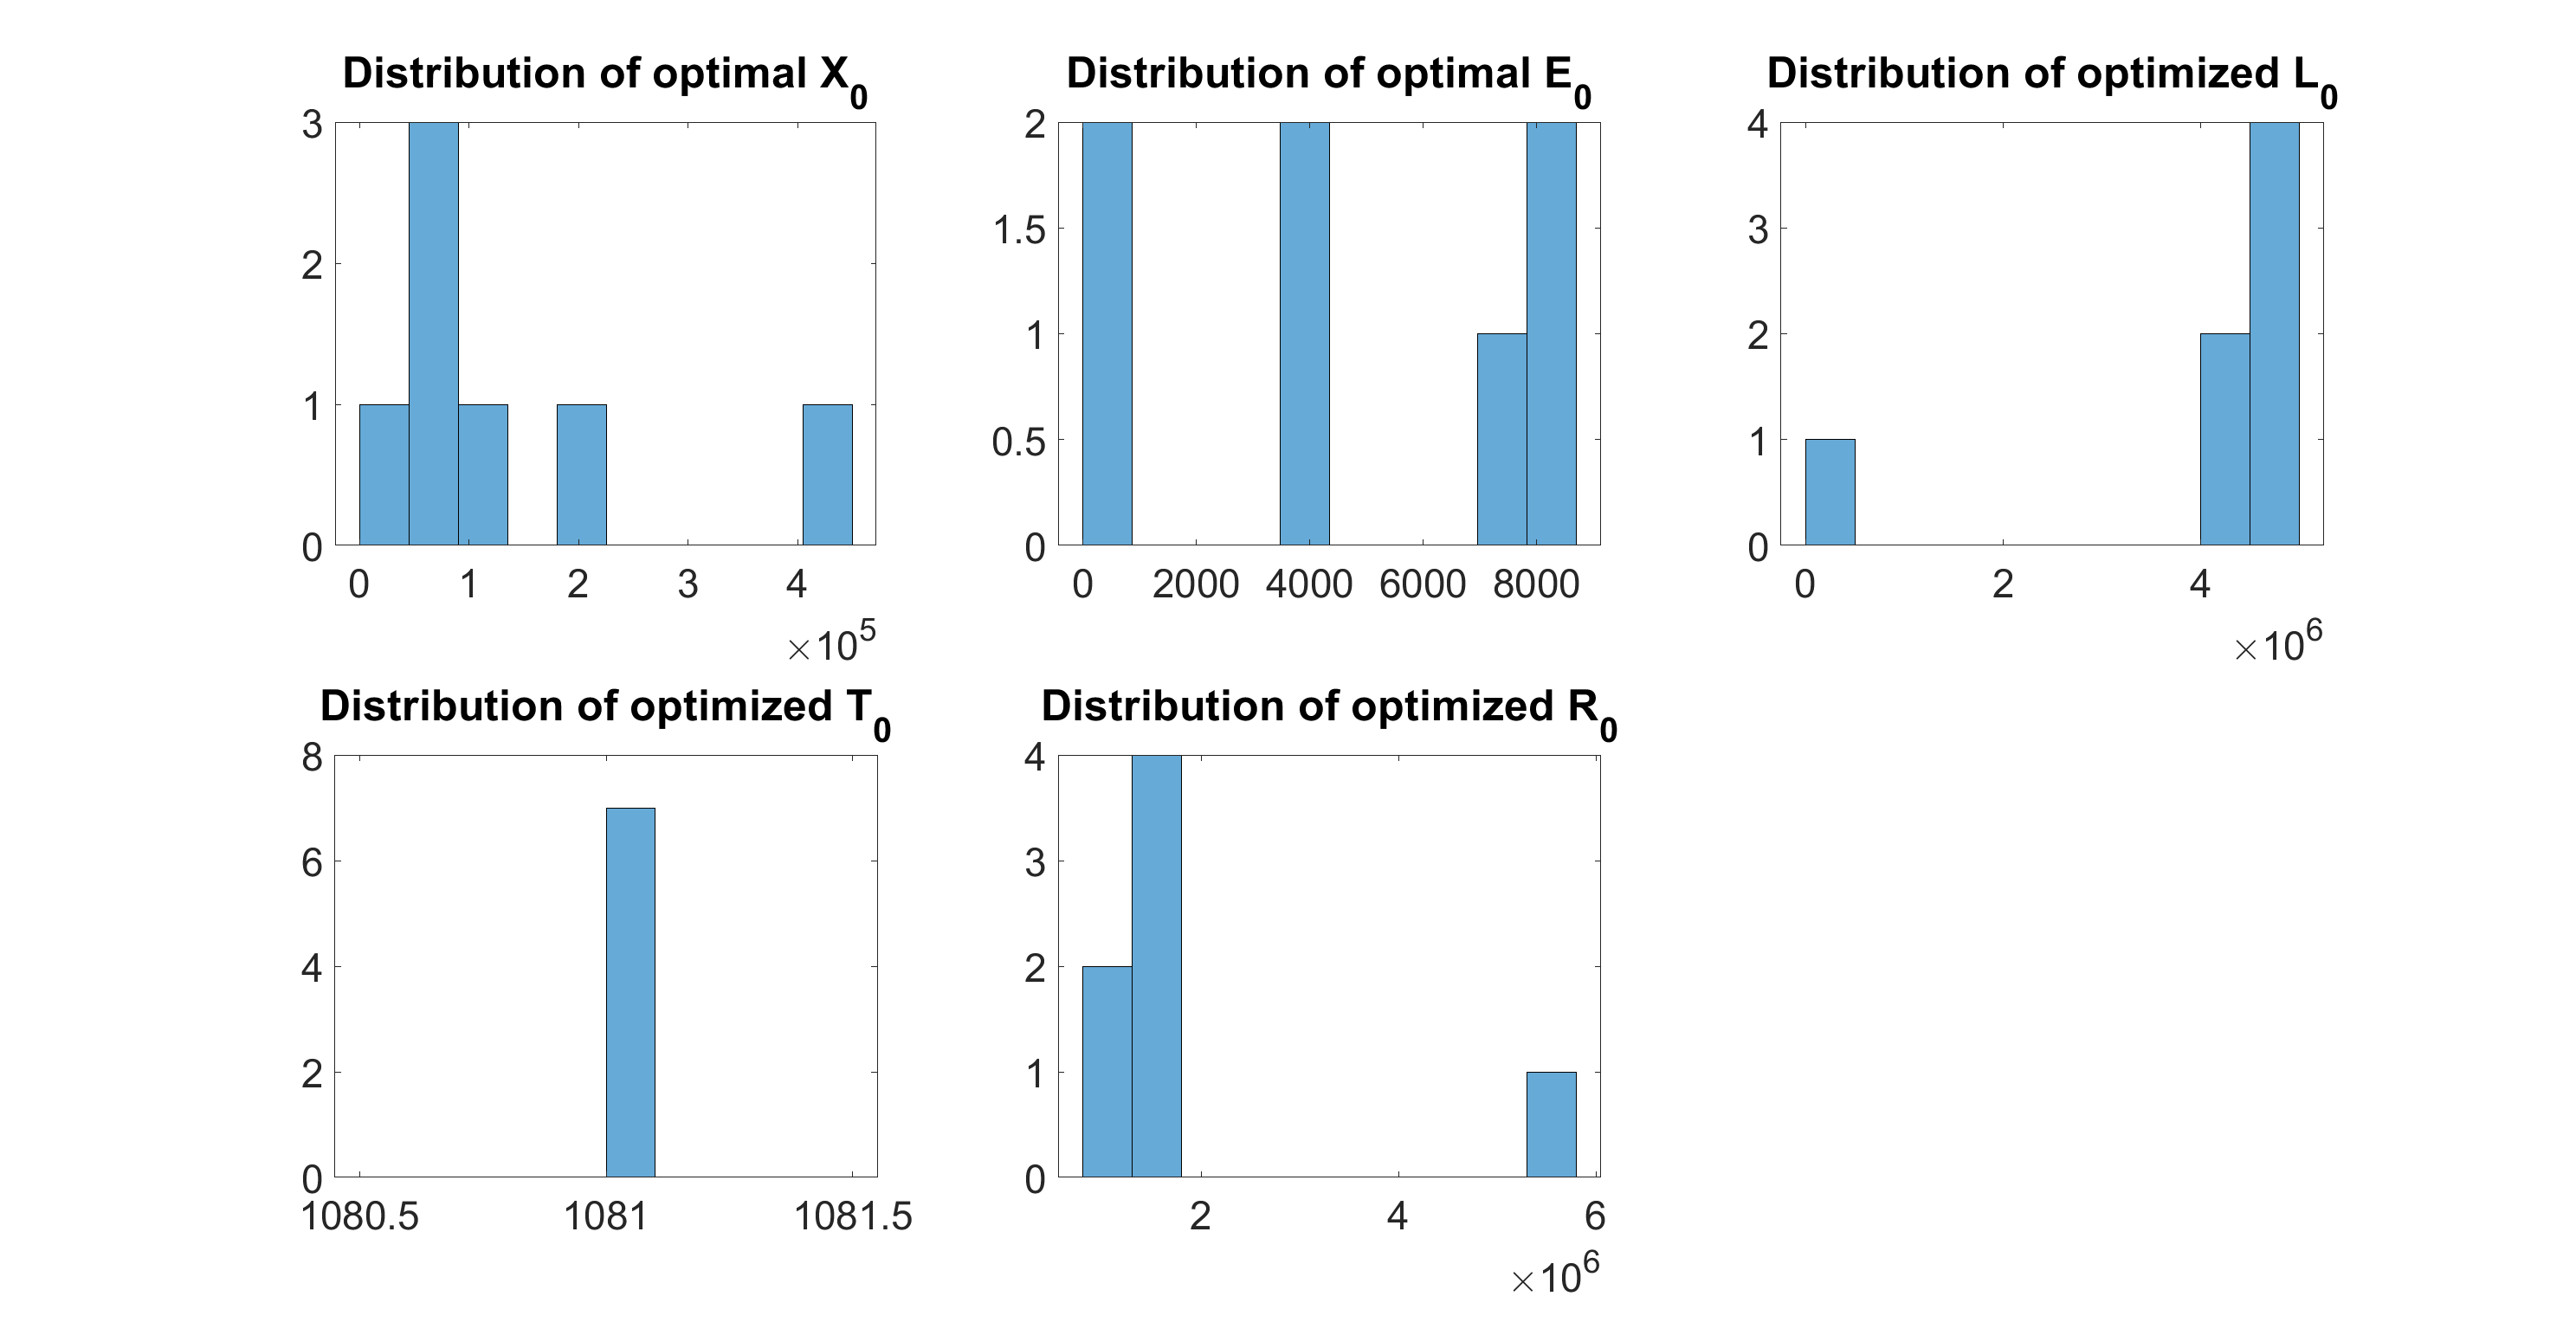 Distribution of optimal X0
3
2
1
0
0 1 2 3 4
×10^5
Distribution of optimal E0
2
1.5
1
0.5
0
0 2000 4000 6000 8000
Distribution of optimized L0
4
3
2
1
0
0 2 4
×10^6
Distribution of optimized T0
8
6
4
2
0
1080.5 1081 1081.5
Distribution of optimized R0
4
3
2
1
0
2 4 6
×10^6